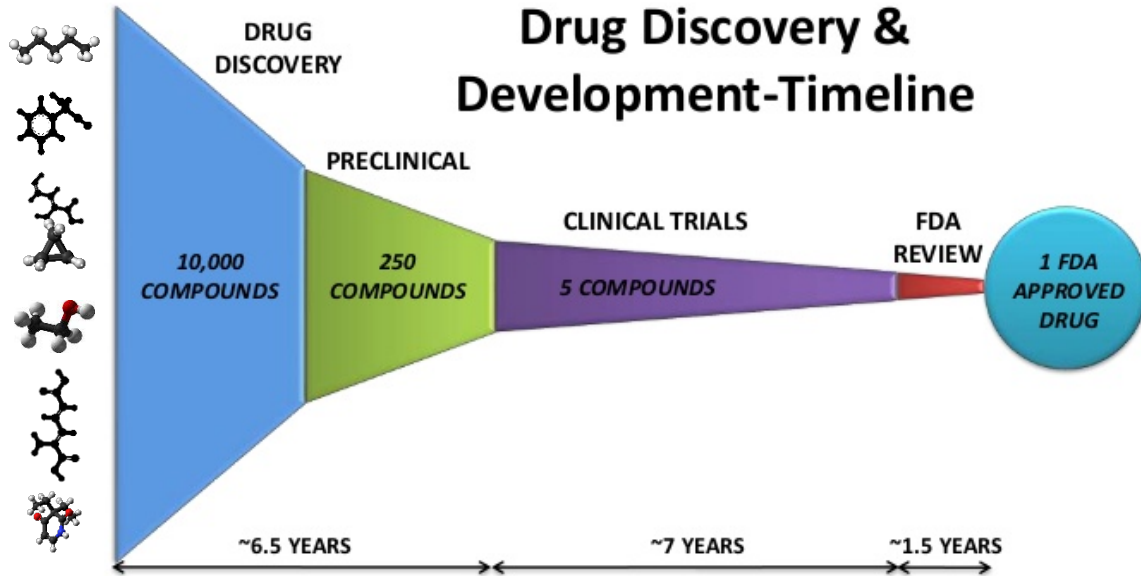 Drug Discovery &
Development-Timeline
DRUG
DISCOVERY
PRECLINICAL
CLINICAL TRIALS
FDA
REVIEW
10,000
COMPOUNDS
250
COMPOUNDS
5 COMPOUNDS
1 FDA
APPROVED
DRUG
~6.5 YEARS
~7 YEARS
~1.5 YEARS